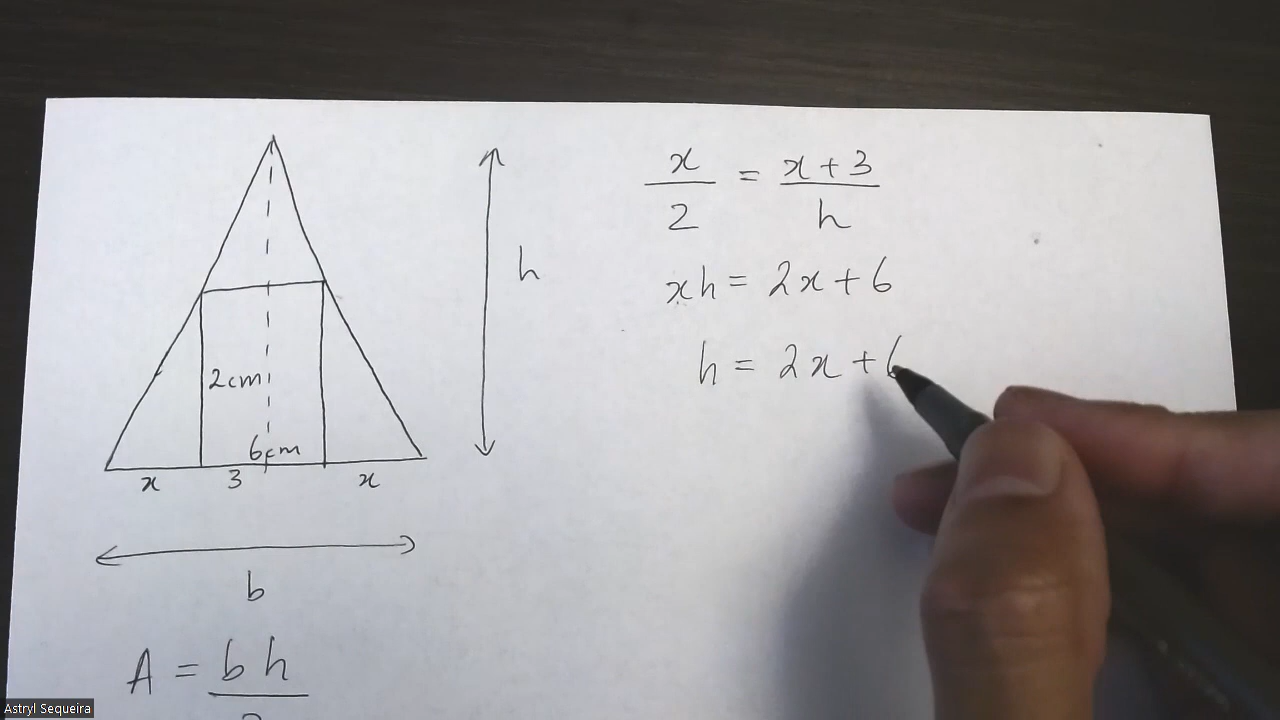 h
2cm
6cm
x 3 x
b
A = bh
x/2 = x+3/h
xh = 2x+6
h = 2x+6
Astryl Sequeira